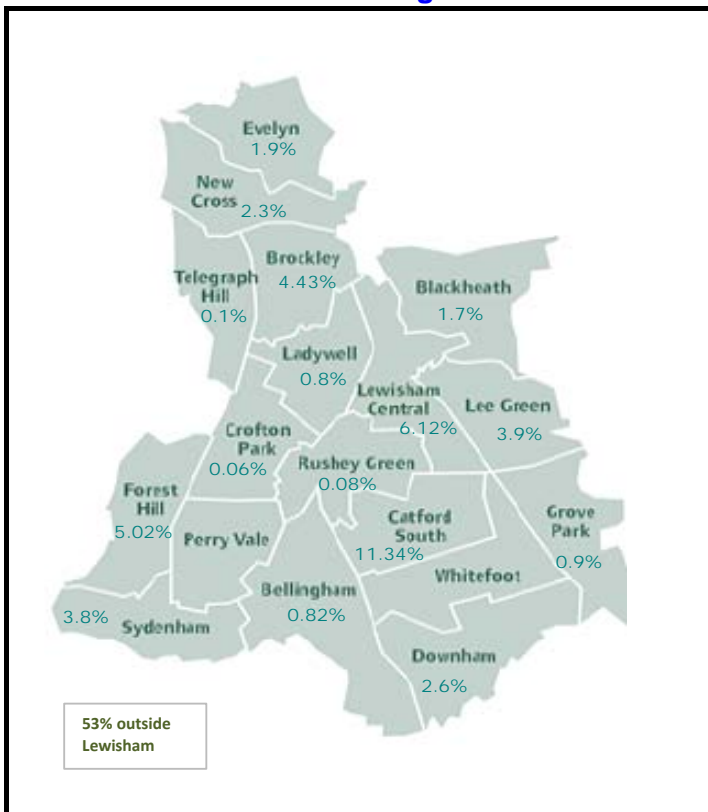 Evelyn
1.9%
New
Cross
2.3%
Brockley
4.43%
Telegraph
Hill
0.1%
Blackheath
1.7%
Ladywell
0.8%
Lewisham
Central
6.12%
Lee Green
3.9%
Crofton
Park
0.06%
Rushey Green
0.08%
Forest
Hill
5.02%
Perry Vale
Catford
South
11.34%
Grove
Park
0.9%
Whitefoot
Bellingham
0.82%
3.8%
Sydenham
Downham
2.6%
53% outside
Lewisham